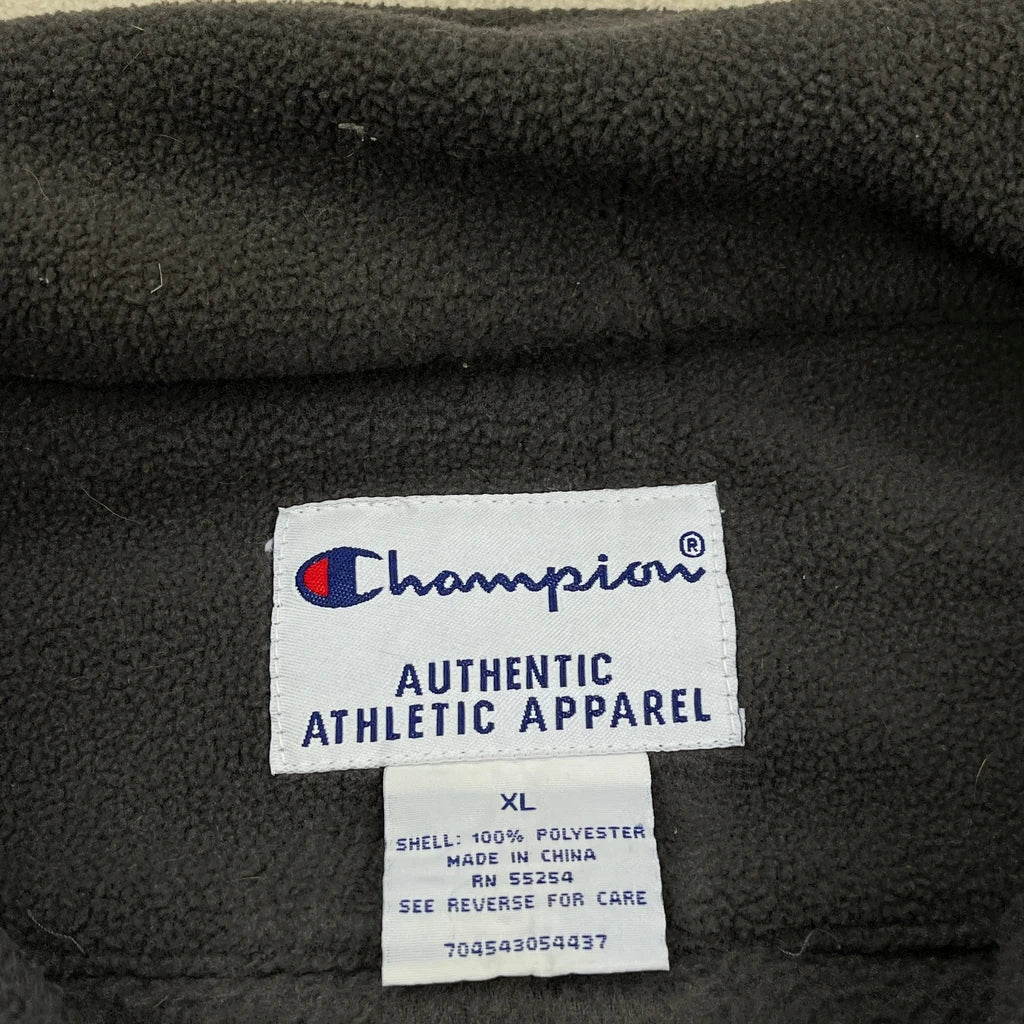 Champion®
AUTHENTIC
ATHLETIC APPAREL
XL
SHELL: 100% POLYESTER
MADE IN CHINA
RN 55254
SEE REVERSE FOR CARE
704543054437